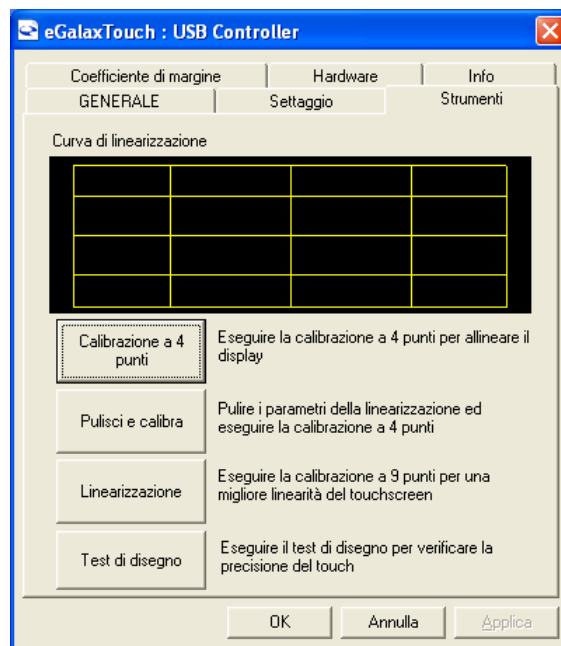 eGalaxTouch : USB Controller
Coefficiente di margine
Hardware
Info
GENERALE
Settaggio
Strumenti
Curva di linearizzazione
Calibrazione a 4
punti
Eseguire la calibrazione a 4 punti per allineare il
display
Pulisci e calibra
Pulire i parametri della linearizzazione ed
eseguire la calibrazione a 4 punti
Linearizzazione
Eseguire la calibrazione a 9 punti per una
migliore linearità del touchscreen
Test di disegno
Eseguire il test di disegno per verificare la
precisione del touch
OK
Annulla
Applica